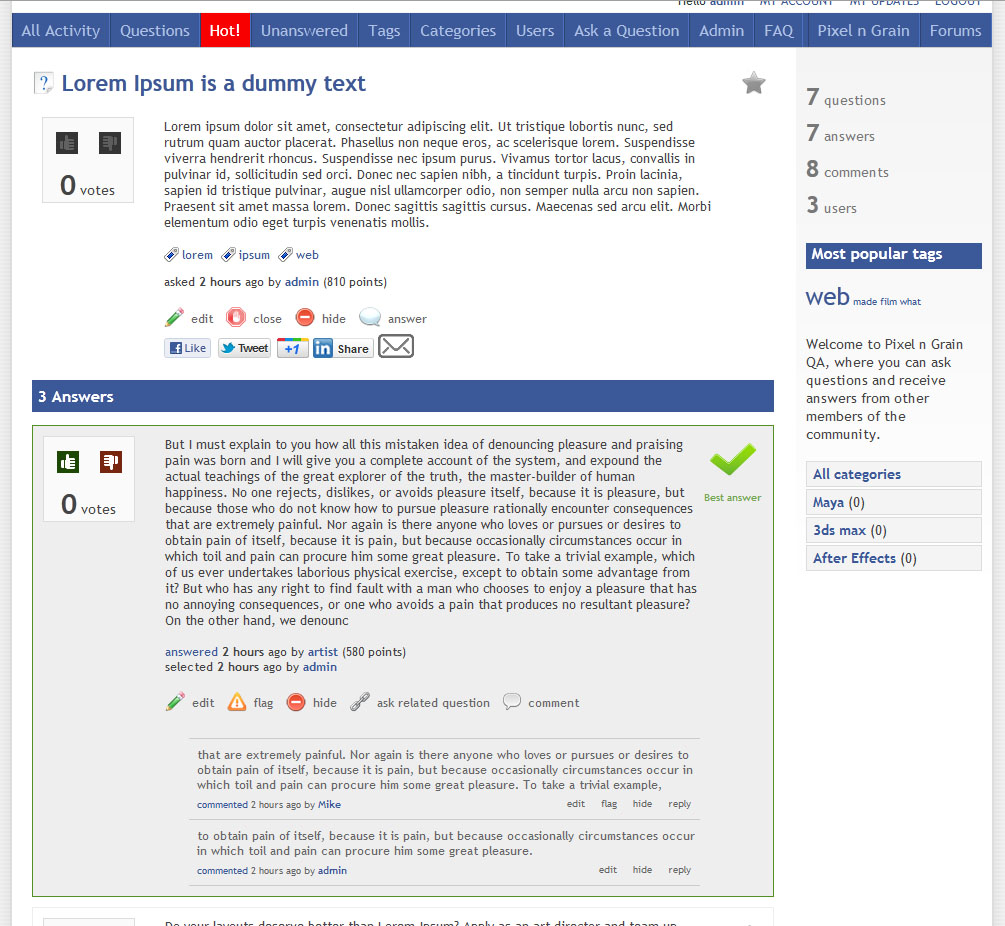 Hello admin MY ACCOUNT MY UPDATES LOGOUT
All Activity Questions Hot! Unanswered Tags Categories Users Ask a Question Admin FAQ Pixel n Grain Forums
Lorem Ipsum is a dummy text
0 votes
Lorem ipsum dolor sit amet, consectetur adipiscing elit. Ut tristique lobortis nunc, sed
rutrum quam auctor placerat. Phasellus non neque eros, ac scelerisque lorem. Suspendisse
viverra hendrerit rhoncus. Suspendisse nec ipsum purus. Vivamus tortor lacus, convallis in
pulvinar id, sollicitudin sed orci. Donec nec sapien nibh, a tincidunt turpis. Proin lacinia,
sapien id tristique pulvinar, augue nisl ullamcorper odio, non semper nulla arcu non sapien.
Praesent sit amet massa lorem. Donec sagittis sagittis cursus. Maecenas sed arcu elit. Morbi
elementum odio eget turpis venenatis mollis.
lorem ipsum web
asked 2 hours ago by admin (810 points)
edit close hide answer
Like Tweet +1 in Share
3 Answers
0 votes
But I must explain to you how all this mistaken idea of denouncing pleasure and praising
pain was born and I will give you a complete account of the system, and expound the
actual teachings of the great explorer of the truth, the master-builder of human
happiness. No one rejects, dislikes, or avoids pleasure itself, because it is pleasure, but
because those who do not know how to pursue pleasure rationally encounter consequences
that are extremely painful. Nor again is there anyone who loves or pursues or desires to
obtain pain of itself, because it is pain, but because occasionally circumstances occur in
which toil and pain can procure him some great pleasure. To take a trivial example, which
of us ever undertakes laborious physical exercise, except to obtain some advantage from
it? But who has any right to find fault with a man who chooses to enjoy a pleasure that has
no annoying consequences, or one who avoids a pain that produces no resultant pleasure?
On the other hand, we denounc
Best answer
answered 2 hours ago by artist (580 points)
selected 2 hours ago by admin
edit flag hide ask related question comment
that are extremely painful. Nor again is there anyone who loves or pursues or desires to
obtain pain of itself, because it is pain, but because occasionally circumstances occur in
which toil and pain can procure him some great pleasure. To take a trivial example,
commented 2 hours ago by Mike edit flag hide reply
to obtain pain of itself, because it is pain, but because occasionally circumstances occur
in which toil and pain can procure him some great pleasure.
commented 2 hours ago by admin edit hide reply
Do your layouts deserve better than Lorem Ipsum? Apply as an art director and team up
7 questions
7 answers
8 comments
3 users
Most popular tags
web made film what
Welcome to Pixel n Grain
QA, where you can ask
questions and receive
answers from other
members of the
community.
All categories
Maya (0)
3ds max (0)
After Effects (0)